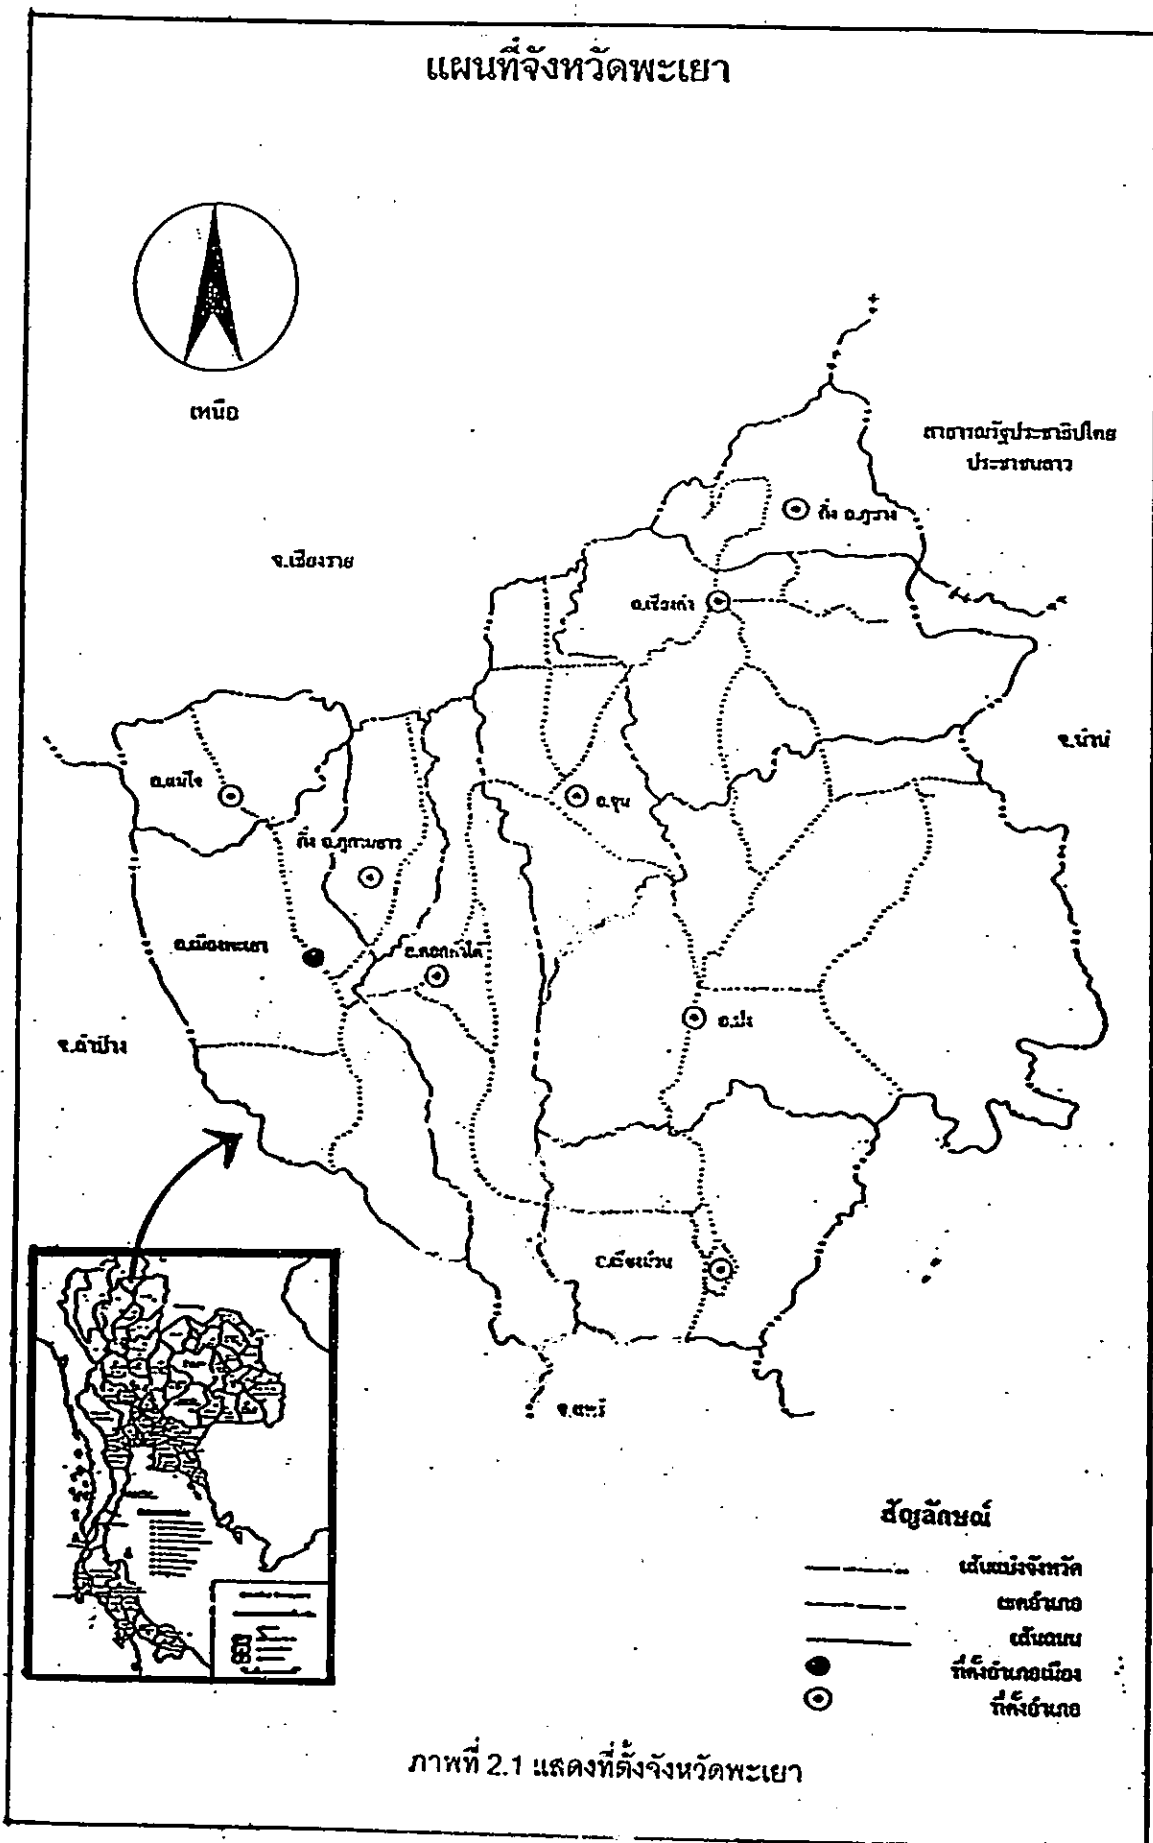 แผนที่จังหวัดพะเยา
เหนือ
สาธารณรัฐประชาธิปไตย
ประชาชนลาว
กิ่ง อ.ภูซาง
จ.เชียงราย
อ.เชียงคำ
จ.น่าน
อ.แม่ใจ
อ.จุน
กิ่ง อ.ภูกามยาว
อ.เมืองพะเยา
อ.ดอกคำใต้
อ.ปง
จ.ลำปาง
อ.เชียงม่วน
จ.แพร่
สัญลักษณ์
เส้นแบ่งจังหวัด
เขตอำเภอ
เส้นถนน
ที่ตั้งอำเภอเมือง
ที่ตั้งอำเภอ
ภาพที่ 2.1 แสดงที่ตั้งจังหวัดพะเยา